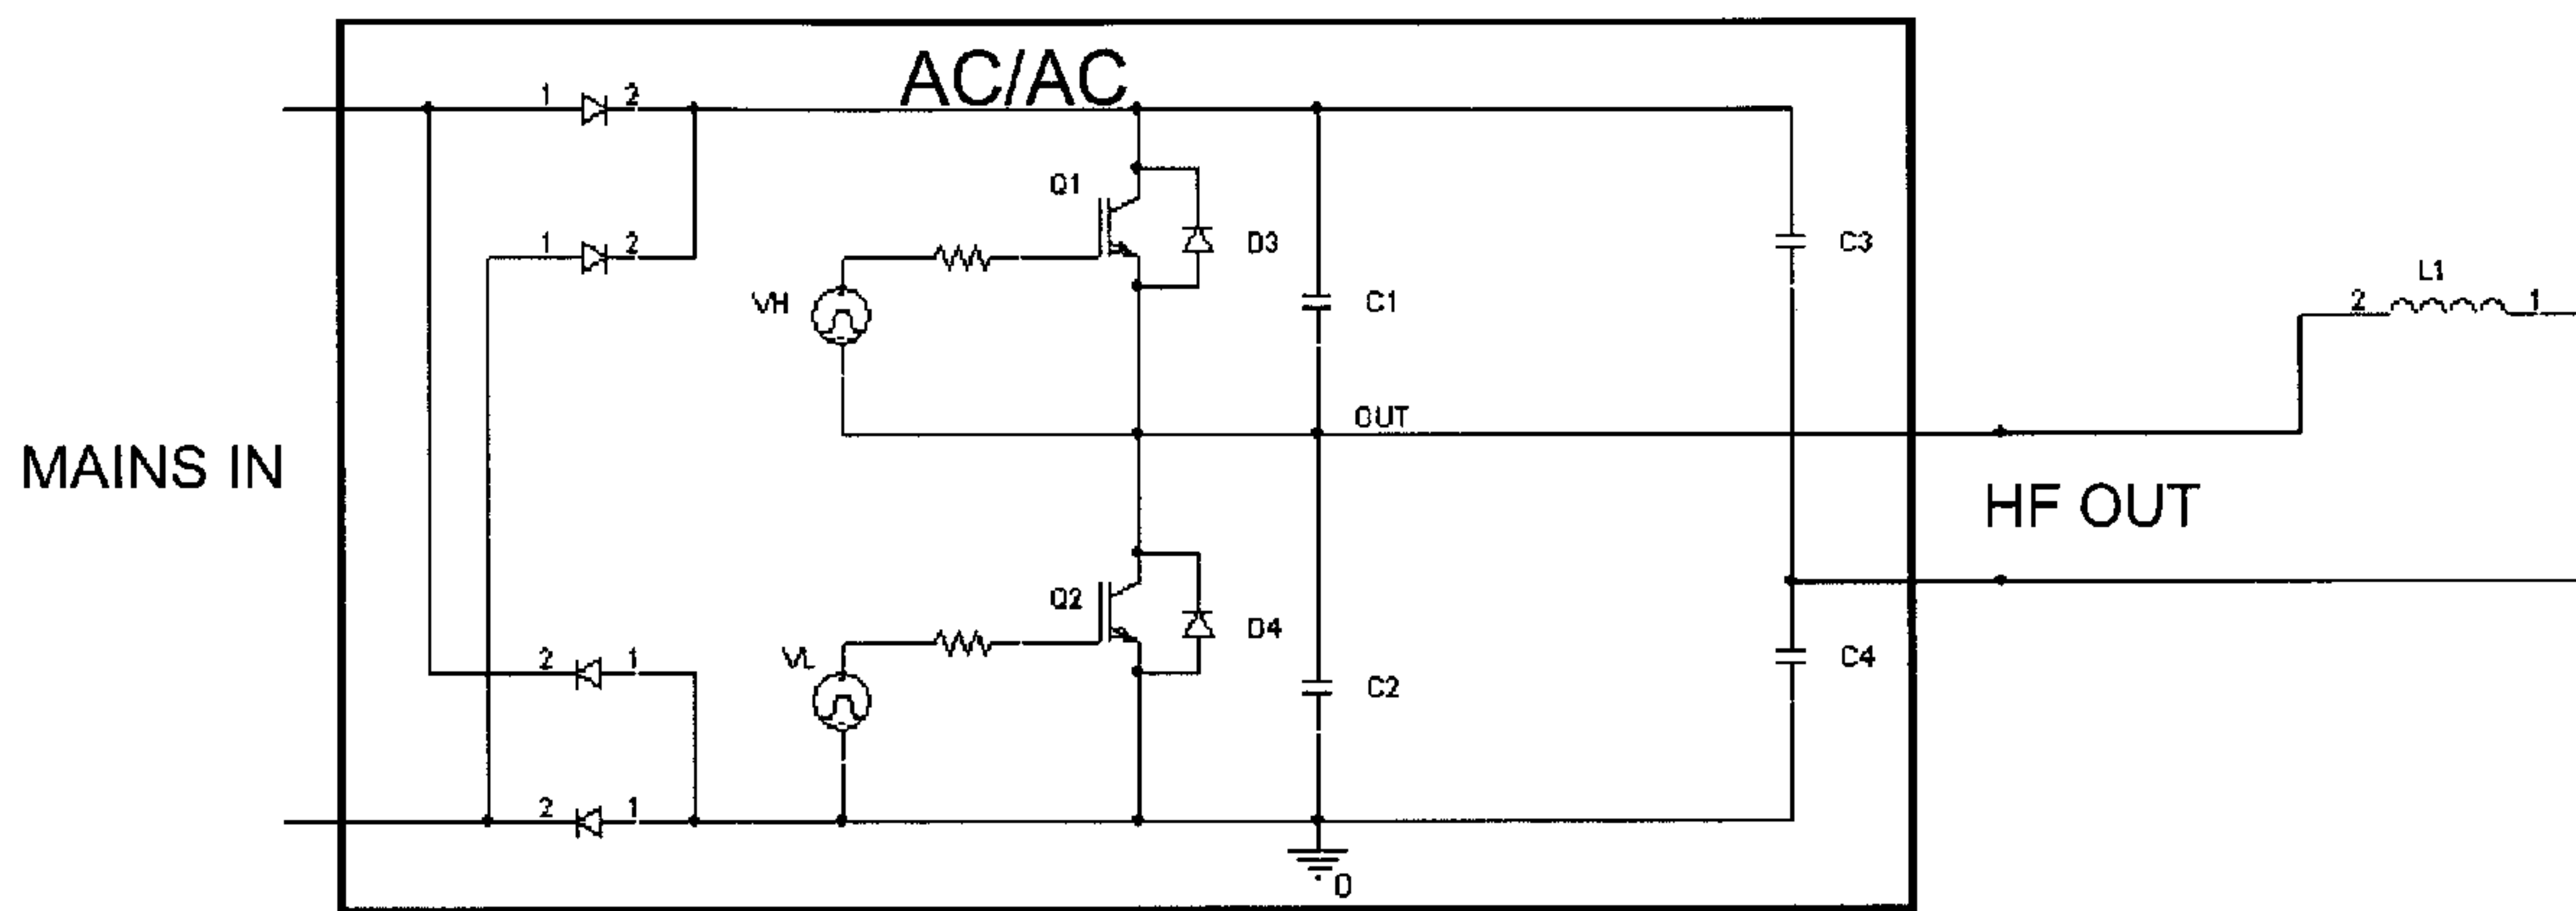 AC/AC
1 2
Q1
1 2
D3
C3
VH
C1
L1
2 1
OUT
MAINS IN
HF OUT
Q2
D4
VL
2 1
C4
C2
2 1
0